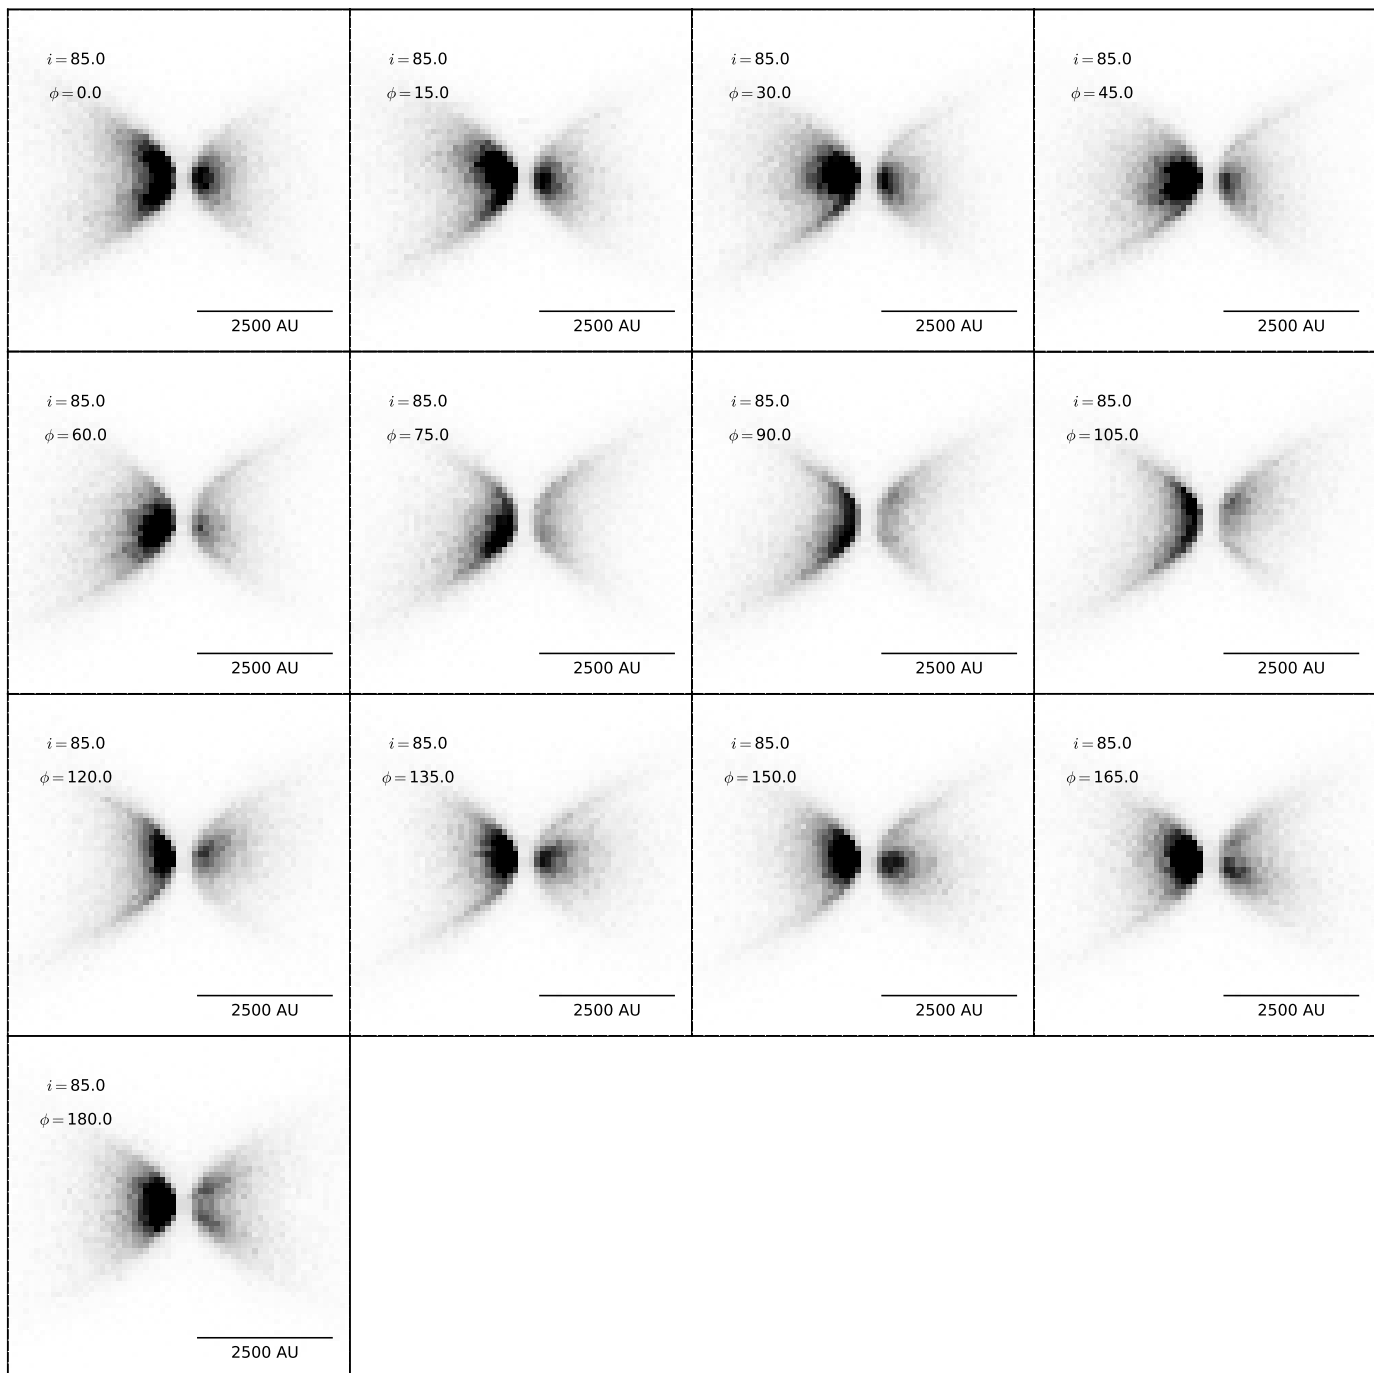 i = 85.0
ϕ = 0.0
2500 AU
i = 85.0
ϕ = 15.0
2500 AU
i = 85.0
ϕ = 30.0
2500 AU
i = 85.0
ϕ = 45.0
2500 AU
i = 85.0
ϕ = 60.0
2500 AU
i = 85.0
ϕ = 75.0
2500 AU
i = 85.0
ϕ = 90.0
2500 AU
i = 85.0
ϕ = 105.0
2500 AU
i = 85.0
ϕ = 120.0
2500 AU
i = 85.0
ϕ = 135.0
2500 AU
i = 85.0
ϕ = 150.0
2500 AU
i = 85.0
ϕ = 165.0
2500 AU
i = 85.0
ϕ = 180.0
2500 AU